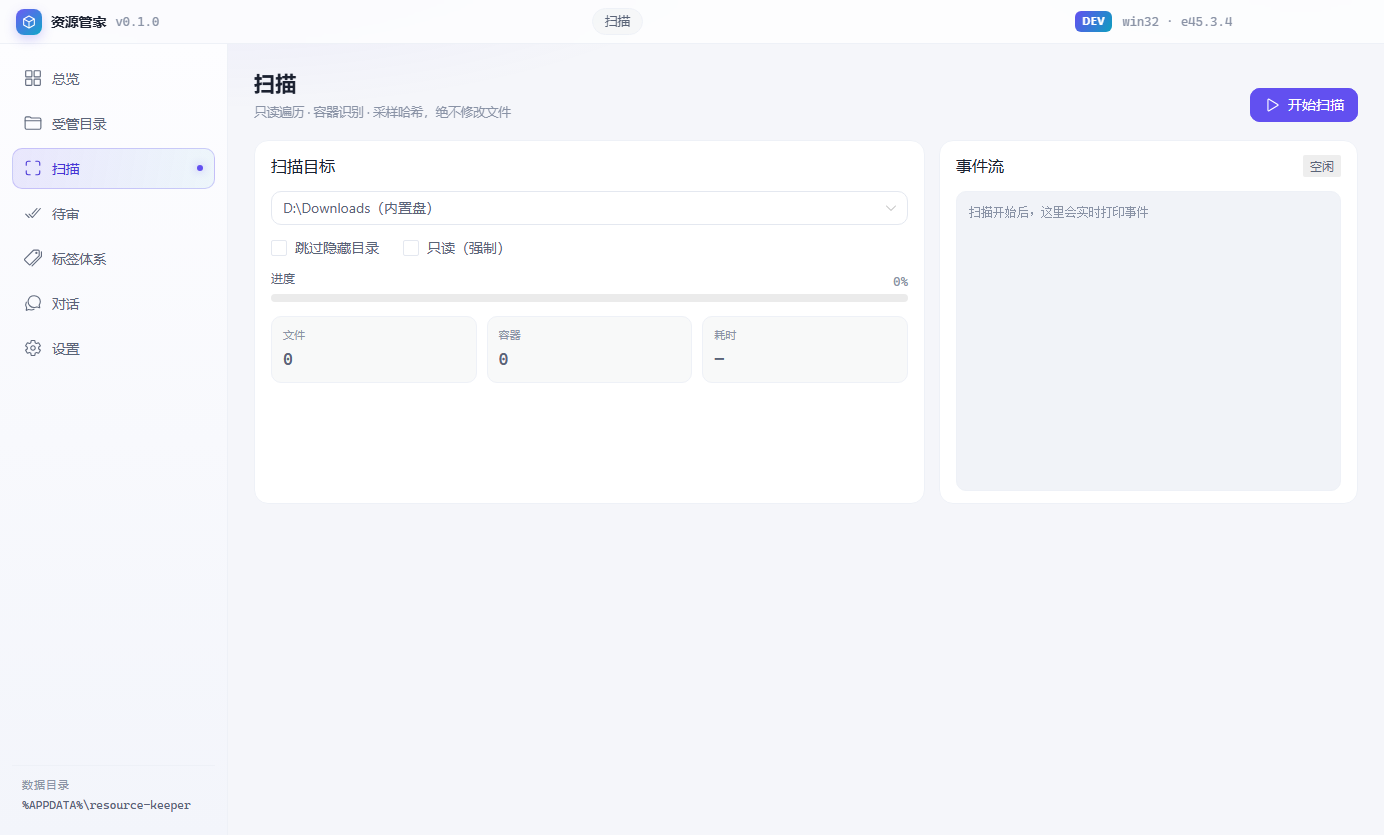 资源管家 v0.1.0
扫描
DEV win32 · e45.3.4
总览
受管目录
扫描
待审
标签体系
对话
设置
数据目录
%APPDATA%\resource-keeper
扫描
只读遍历 · 容器识别 · 采样哈希，绝不修改文件
开始扫描
扫描目标
D:\Downloads（内置盘）
跳过隐藏目录 只读（强制）
进度
0%
文件
0
容器
0
耗时
—
事件流
空闲
扫描开始后，这里会实时打印事件